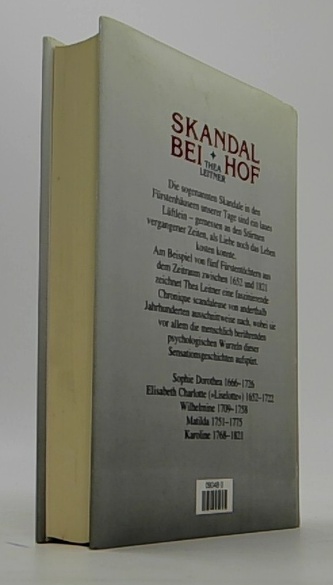 SKANDAL
BEI HOF
THEA
LEITNER
Die sogenannten Skandale in den
Fürstenhäusern unserer Tage sind ein laues
Lüftlein – gemessen an den Stürmen
vergangener Zeiten, als Liebe noch das Leben
kosten konnte.
Am Beispiel von fünf Fürstentöchtern aus
dem Zeitraum zwischen 1652 und 1821
zeichnet Thea Leitner eine faszinierende
Chronique scandaleuse von anderthalb
Jahrhunderten ausschnittweise nach, wobei sie
vor allem die menschlich berührenden
psychologischen Wurzeln dieser
Sensationsgeschichten aufspürt.
Sophie Dorothea 1666–1726
Elisabeth Charlotte (»Liselotte«) 1652–1722
Wilhelmine 1709–1758
Matilda 1751–1775
Karoline 1768–1821